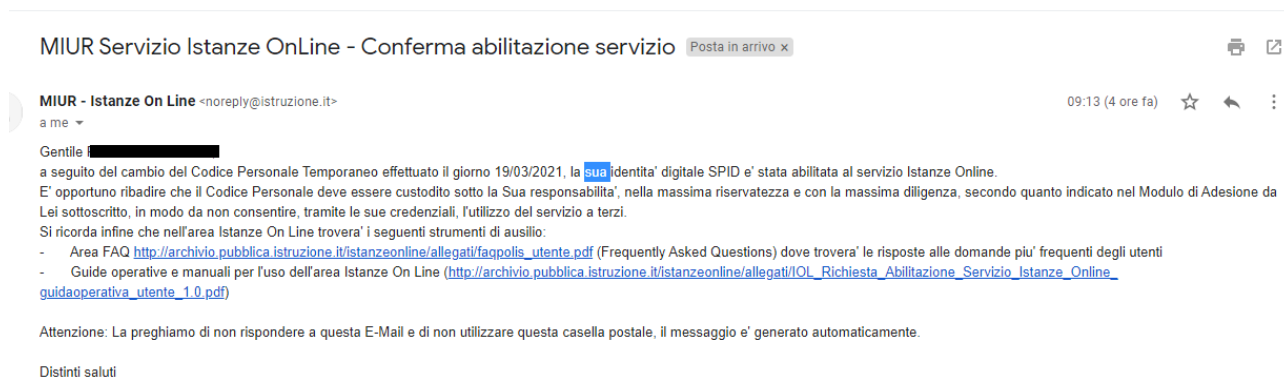 MIUR Servizio Istanze OnLine - Conferma abilitazione servizio Posta in arrivo x
MIUR - Istanze On Line <noreply@istruzione.it> 09:13 (4 ore fa)
a me
Gentile
a seguito del cambio del Codice Personale Temporaneo effettuato il giorno 19/03/2021, la sua identita' digitale SPID e' stata abilitata al servizio Istanze Online.
E' opportuno ribadire che il Codice Personale deve essere custodito sotto la Sua responsabilita', nella massima riservatezza e con la massima diligenza, secondo quanto indicato nel Modulo di Adesione da
Lei sottoscritto, in modo da non consentire, tramite le sue credenziali, l'utilizzo del servizio a terzi.
Si ricorda infine che nell'area Istanze On Line trovera' i seguenti strumenti di ausilio:
- Area FAQ http://archivio.pubblica.istruzione.it/istanzeonline/allegati/faqpolis_utente.pdf (Frequently Asked Questions) dove trovera' le risposte alle domande piu' frequenti degli utenti
- Guide operative e manuali per l'uso dell'area Istanze On Line (http://archivio.pubblica.istruzione.it/istanzeonline/allegati/IOL_Richiesta_Abilitazione_Servizio_Istanze_Online_
guidaoperativa_utente_1.0.pdf)
Attenzione: La preghiamo di non rispondere a questa E-Mail e di non utilizzare questa casella postale, il messaggio e' generato automaticamente.
Distinti saluti